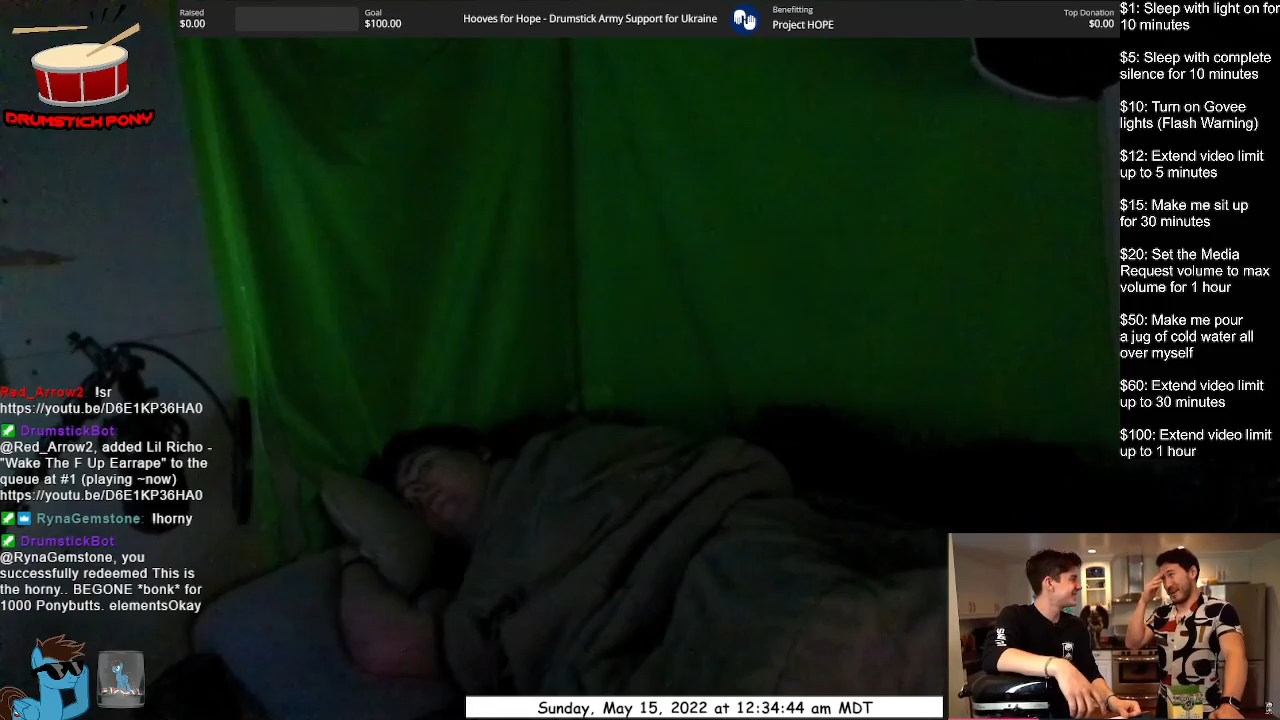 Raised
$0.00
Goal
$100.00
Hooves for Hope - Drumstick Army Support for Ukraine
Benefitting
Project HOPE
Top Donation
$0.00
DRUMSTICH PONY
$1: Sleep with light on for
10 minutes
$5: Sleep with complete
silence for 10 minutes
$10: Turn on Govee
lights (Flash Warning)
$12: Extend video limit
up to 5 minutes
$15: Make me sit up
for 30 minutes
$20: Set the Media
Request volume to max
volume for 1 hour
$50: Make me pour
a jug of cold water all
over myself
$60: Extend video limit
up to 30 minutes
$100: Extend video limit
up to 1 hour
Red_Arrow2: !sr
https://youtu.be/D6E1KP36HA0
DrumstickBot:
@Red_Arrow2, added Lil Richo -
"Wake The F Up Earrape" to the
queue at #1 (playing ~now)
https://youtu.be/D6E1KP36HA0
RynaGemstone: !horny
DrumstickBot:
@RynaGemstone, you
successfully redeemed This is
the horny.. BEGONE *bonk* for
1000 Ponybutts. elementsOkay
Sunday, May 15, 2022 at 12:34:44 am MDT